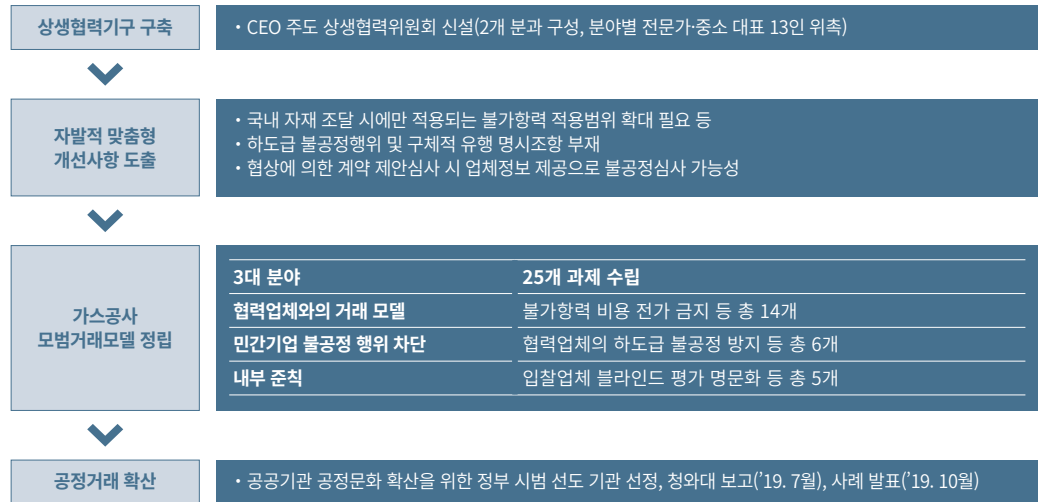 상생협력기구 구축
• CEO 주도 상생협력위원회 신설(2개 분과 구성, 분야별 전문가·중소 대표 13인 위촉)
자발적 맞춤형
개선사항 도출
• 국내 자재 조달 시에만 적용되는 불가항력 적용범위 확대 필요 등
• 하도급 불공정행위 및 구체적 유행 명시조항 부재
• 협상에 의한 계약 제안심사 시 업체정보 제공으로 불공정심사 가능성
가스공사
모범거래모델 정립
3대 분야 25개 과제 수립
협력업체와의 거래 모델 불가항력 비용 전가 금지 등 총 14개
민간기업 불공정 행위 차단 협력업체의 하도급 불공정 방지 등 총 6개
내부 준칙 입찰업체 블라인드 평가 명문화 등 총 5개
공정거래 확산
• 공공기관 공정문화 확산을 위한 정부 시범 선도 기관 선정, 청와대 보고(’19. 7월), 사례 발표(’19. 10월)